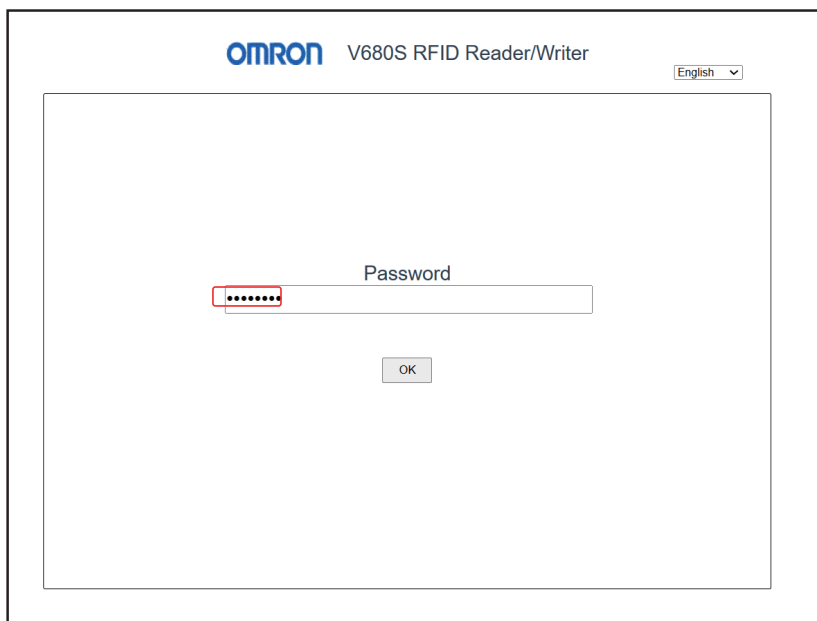 OMRON V680S RFID Reader/Writer
English
Password
••••••••
OK